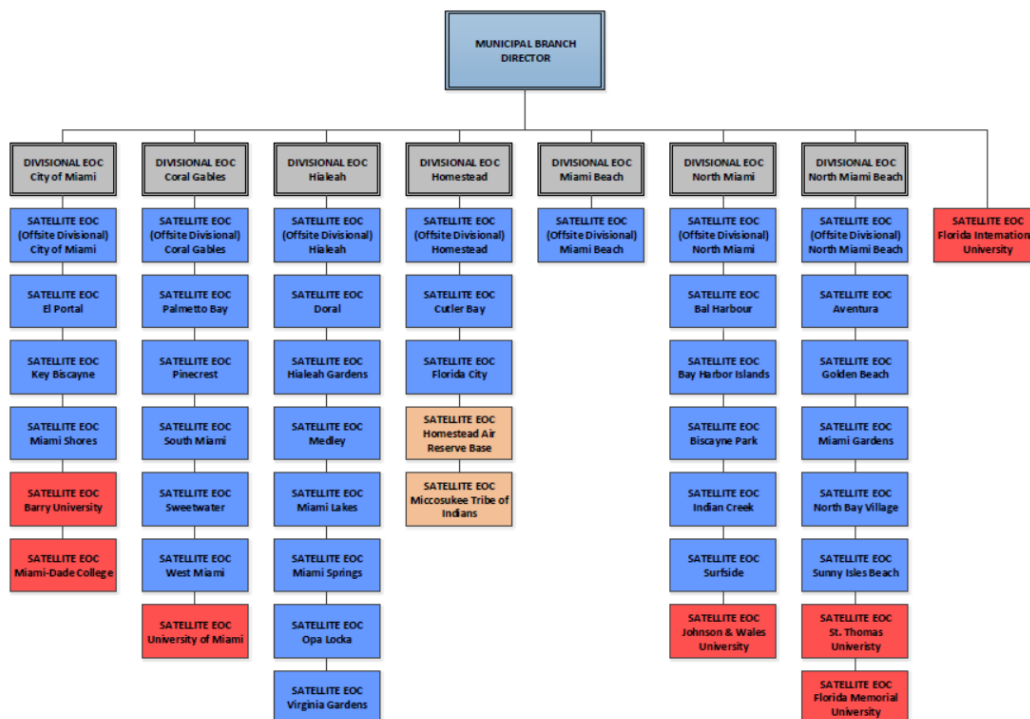 MUNICIPAL BRANCH
DIRECTOR
DIVISIONAL EOC
City of Miami
SATELLITE EOC
(Offsite Divisional)
City of Miami
SATELLITE EOC
El Portal
SATELLITE EOC
Key Biscayne
SATELLITE EOC
Miami Shores
SATELLITE EOC
Barry University
SATELLITE EOC
Miami-Dade College
DIVISIONAL EOC
Coral Gables
SATELLITE EOC
(Offsite Divisional)
Coral Gables
SATELLITE EOC
Palmetto Bay
SATELLITE EOC
Pinecrest
SATELLITE EOC
South Miami
SATELLITE EOC
Sweetwater
SATELLITE EOC
West Miami
SATELLITE EOC
University of Miami
DIVISIONAL EOC
Hialeah
SATELLITE EOC
(Offsite Divisional)
Hialeah
SATELLITE EOC
Doral
SATELLITE EOC
Hialeah Gardens
SATELLITE EOC
Medley
SATELLITE EOC
Miami Lakes
SATELLITE EOC
Miami Springs
SATELLITE EOC
Opa Locka
SATELLITE EOC
Virginia Gardens
DIVISIONAL EOC
Homestead
SATELLITE EOC
(Offsite Divisional)
Homestead
SATELLITE EOC
Cutler Bay
SATELLITE EOC
Florida City
SATELLITE EOC
Homestead Air
Reserve Base
SATELLITE EOC
Miccosukee Tribe of
Indians
DIVISIONAL EOC
Miami Beach
SATELLITE EOC
(Offsite Divisional)
Miami Beach
DIVISIONAL EOC
North Miami
SATELLITE EOC
(Offsite Divisional)
North Miami
SATELLITE EOC
Bal Harbour
SATELLITE EOC
Bay Harbor Islands
SATELLITE EOC
Biscayne Park
SATELLITE EOC
Indian Creek
SATELLITE EOC
Surfside
SATELLITE EOC
Johnson & Wales
University
DIVISIONAL EOC
North Miami Beach
SATELLITE EOC
(Offsite Divisional)
North Miami Beach
SATELLITE EOC
Aventura
SATELLITE EOC
Golden Beach
SATELLITE EOC
Miami Gardens
SATELLITE EOC
North Bay Village
SATELLITE EOC
Sunny Isles Beach
SATELLITE EOC
St. Thomas
Univeristy
SATELLITE EOC
Florida Memorial
University
SATELLITE EOC
Florida Internationa
University